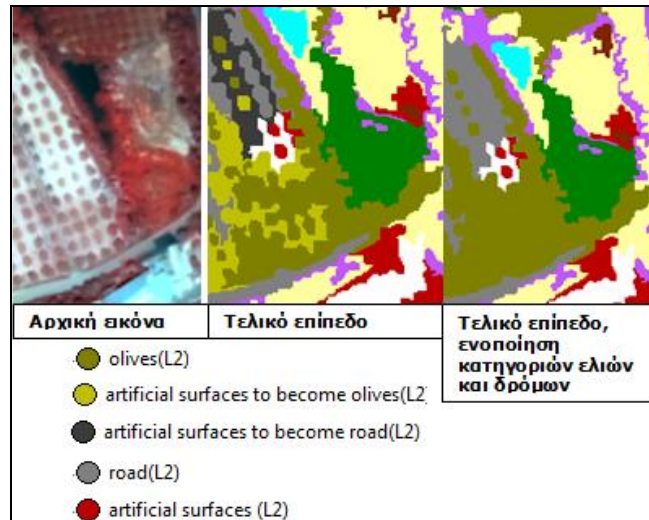 Αρχική εικόνα
Τελικό επίπεδο
Τελικό επίπεδο,
ενοποίηση
κατηγοριών ελιών
και δρόμων
olives(L2)
artificial surfaces to become olives(L2)
artificial surfaces to become road(L2)
road(L2)
artificial surfaces (L2)